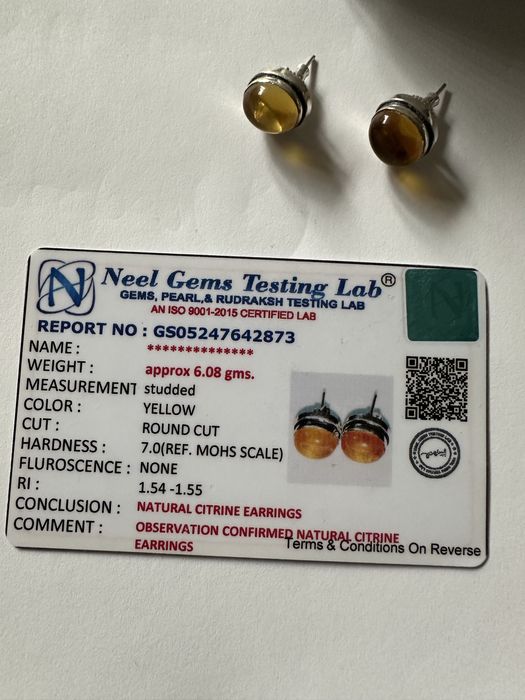 N
Neel Gems Testing Lab®
GEMS, PEARL,& RUDRAKSH TESTING LAB
AN ISO 9001-2015 CERTIFIED LAB
REPORT NO : GS05247642873
NAME : **************
WEIGHT : approx 6.08 gms.
MEASUREMENT studded
COLOR : YELLOW
CUT : ROUND CUT
HARDNESS : 7.0(REF. MOHS SCALE)
FLUROSCENCE : NONE
RI : 1.54 -1.55
CONCLUSION : NATURAL CITRINE EARRINGS
COMMENT : OBSERVATION CONFIRMED NATURAL CITRINE
EARRINGS
Terms & Conditions On Reverse